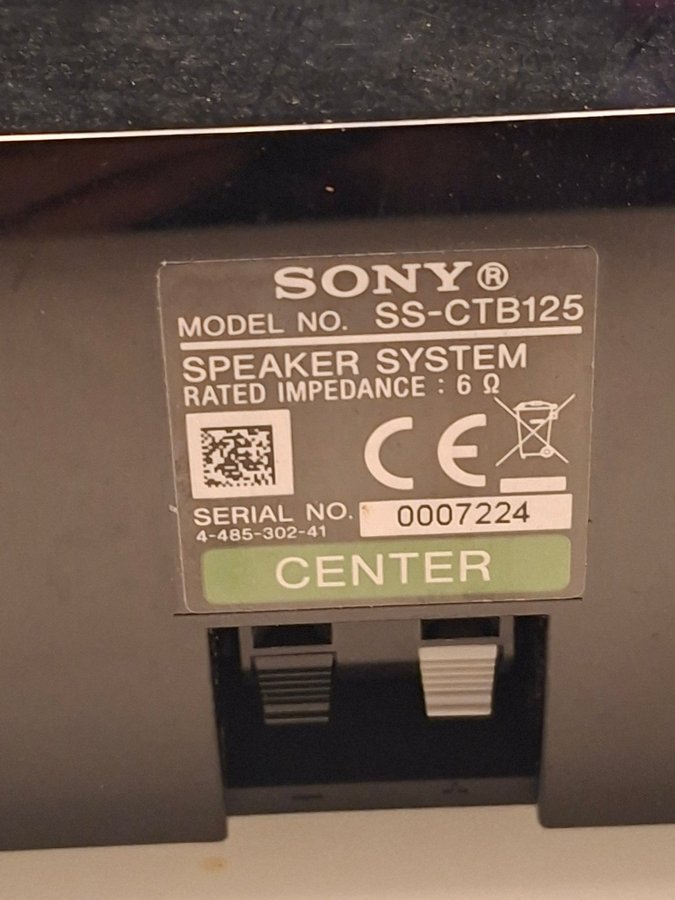 SONY®
MODEL NO. SS-CTB125
SPEAKER SYSTEM
RATED IMPEDANCE : 6 Ω
CE
SERIAL NO. 0007224
4-485-302-41
CENTER